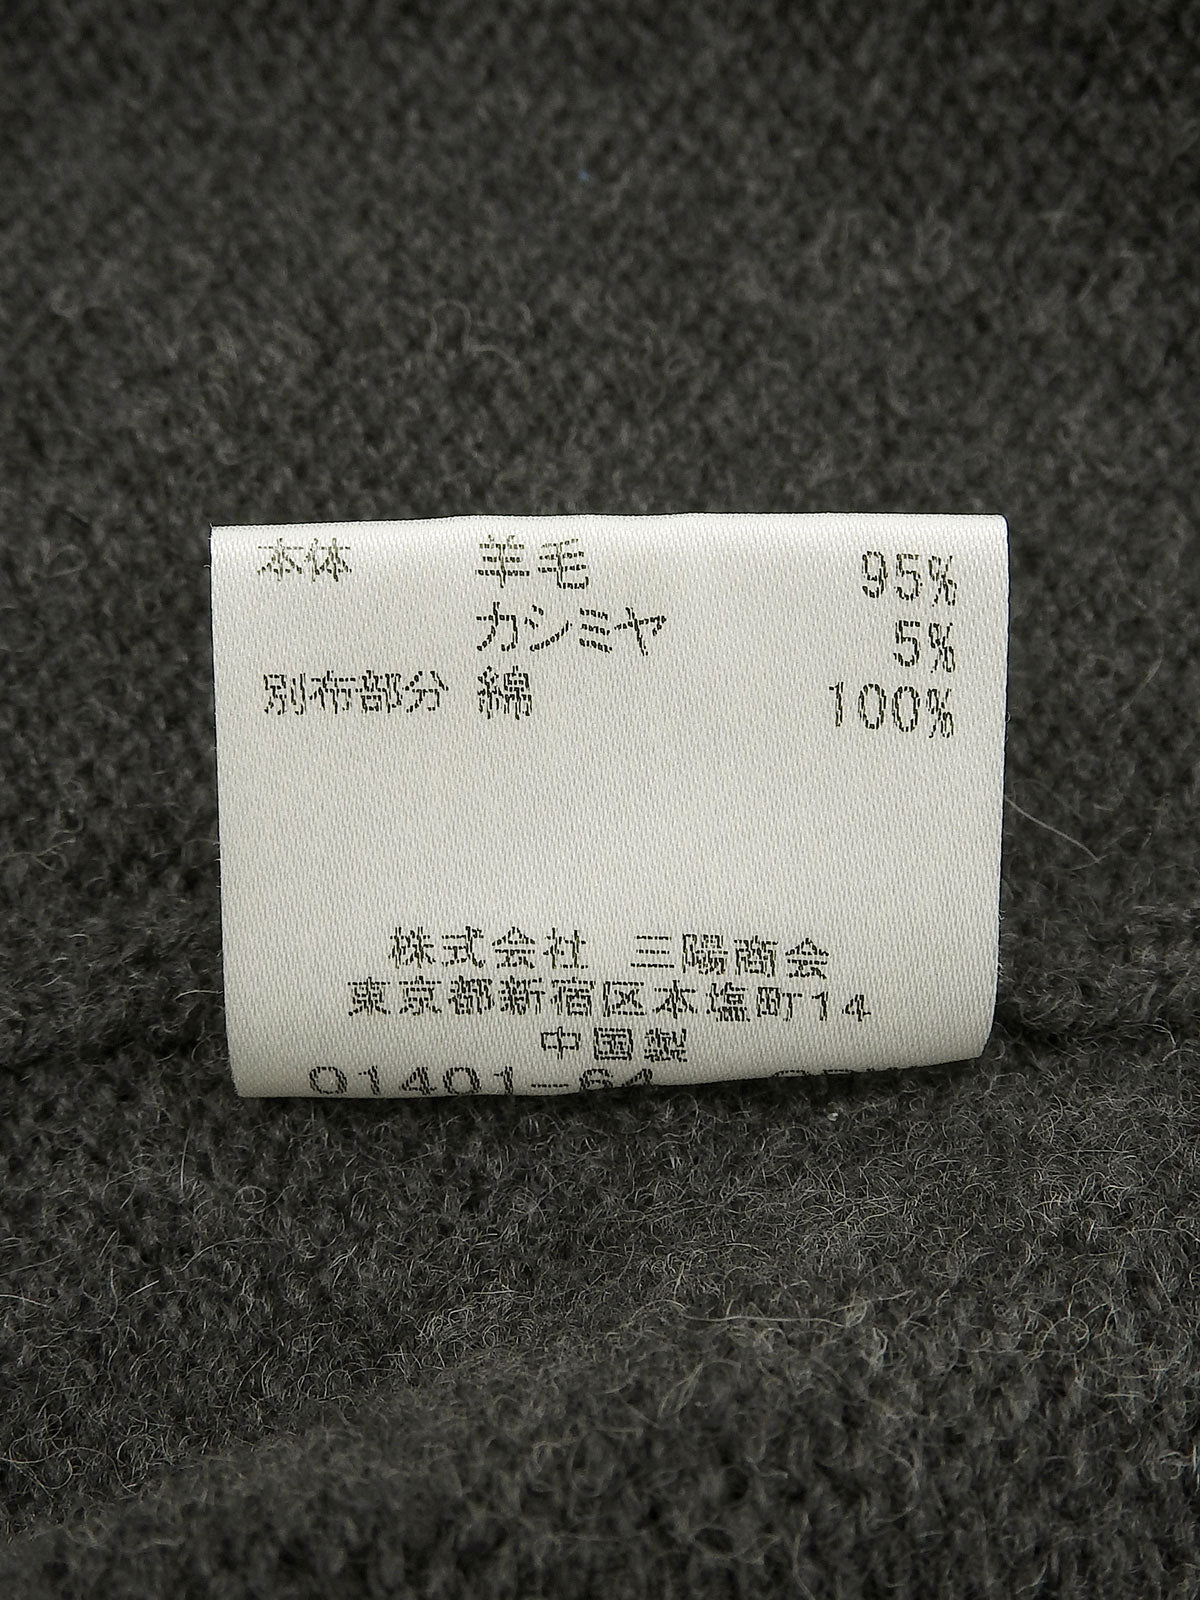 本体 羊毛 95%
カシミヤ 5%
別布部分 綿 100%
株式会社 三陽商会
東京都新宿区本塩町14
中国製